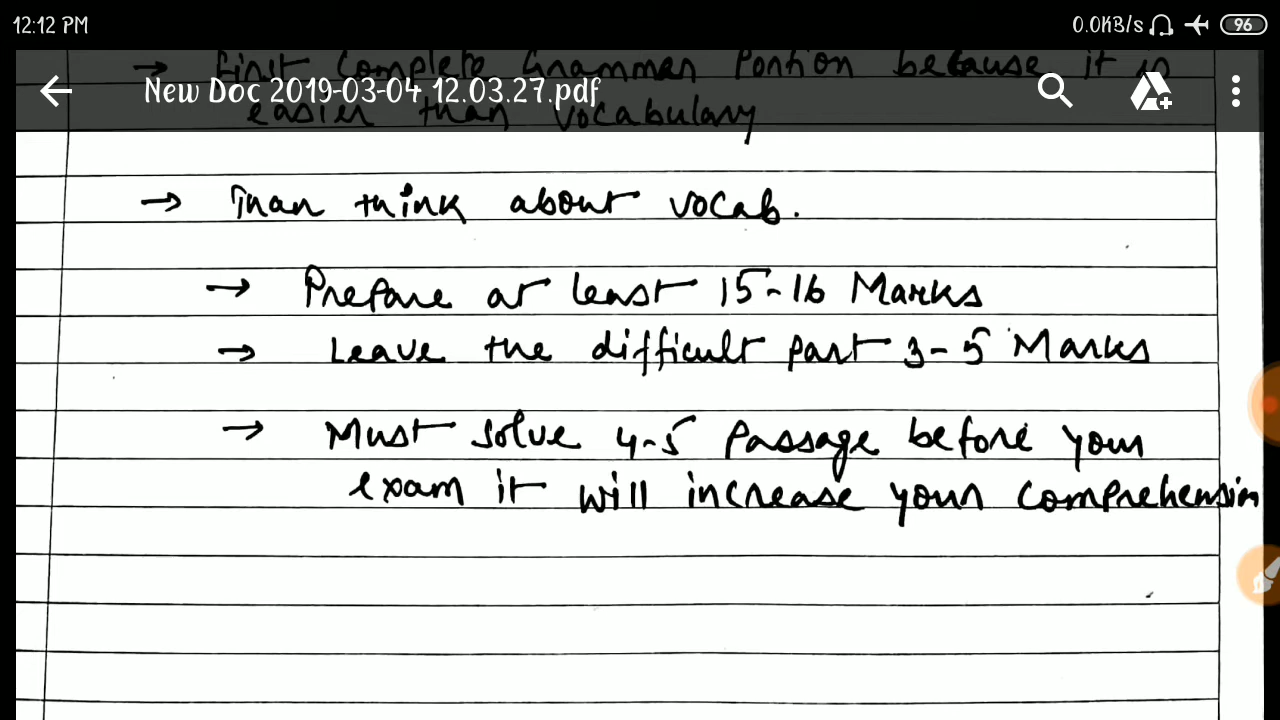 12:12 PM 0.0KB/s 96
→ First complete Grammar Portion because it is
New Doc 2019-03-04 12.03.27.pdf
easier than vocabulary
→ Than think about vocab.
→ Prepare at least 15-16 Marks
→ Leave the difficult part 3-5 Marks
→ Must solve 4-5 passage before your
exam it will increase your comprehension